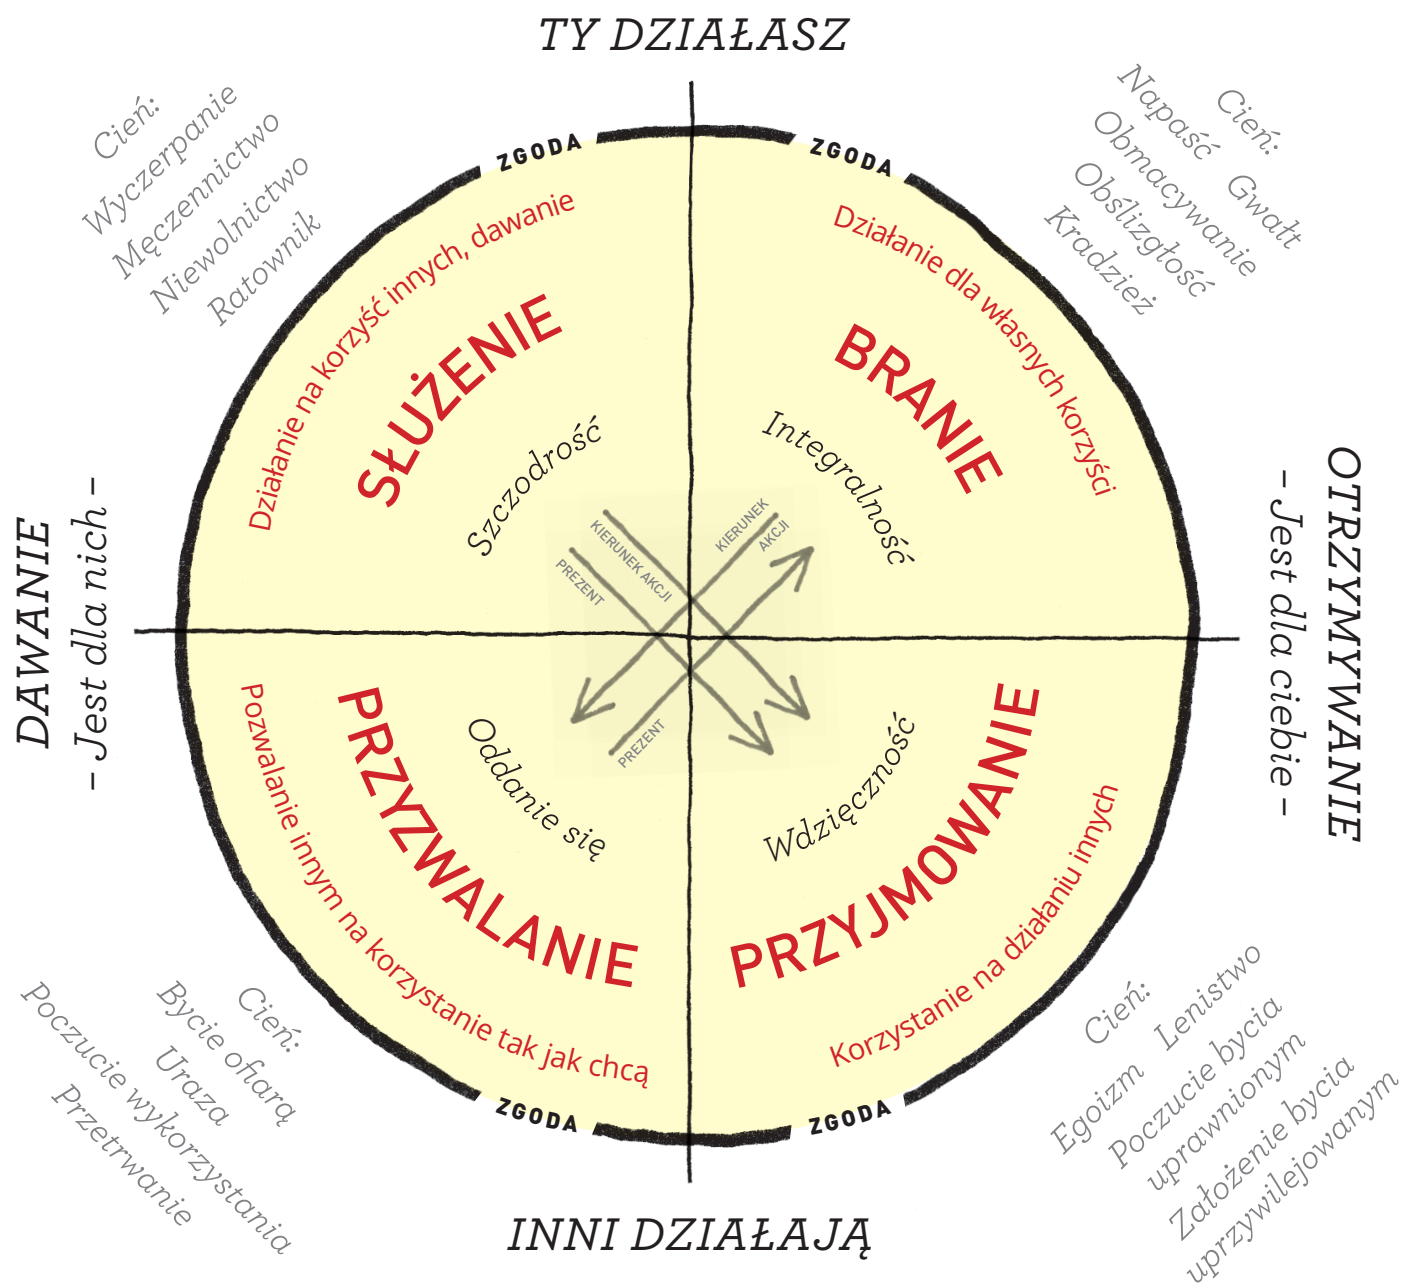 TY DZIAŁASZ
Cień:
Wyczerpanie
Męczennictwo
Niewolnictwo
Ratownik
Cień:
Napaść Gwałt
Obmacywanie
Obślizgłość
Kradzież
ZGODA
ZGODA
Działanie na korzyść innych, dawanie
SŁUŻENIE
Szczodrość
Działanie dla własnych korzyści
BRANIE
Integralność
DAWANIE
– Jest dla nich –
OTRZYMYWANIE
– Jest dla ciebie –
KIERUNEK AKCJI
PREZENT
KIERUNEK
AKCJI
PREZENT
Oddanie się
PRZYZWALANIE
Pozwalanie innym na korzystanie tak jak chcą
Wdzięczność
PRZYJMOWANIE
Korzystanie na działaniu innych
ZGODA
ZGODA
Cień:
Bycie ofiarą
Uraza
Poczucie wykorzystania
Przetrwanie
Cień:
Egoizm Lenistwo
Poczucie bycia
uprawnionym
Założenie bycia
uprzywilejowanym
INNI DZIAŁAJĄ